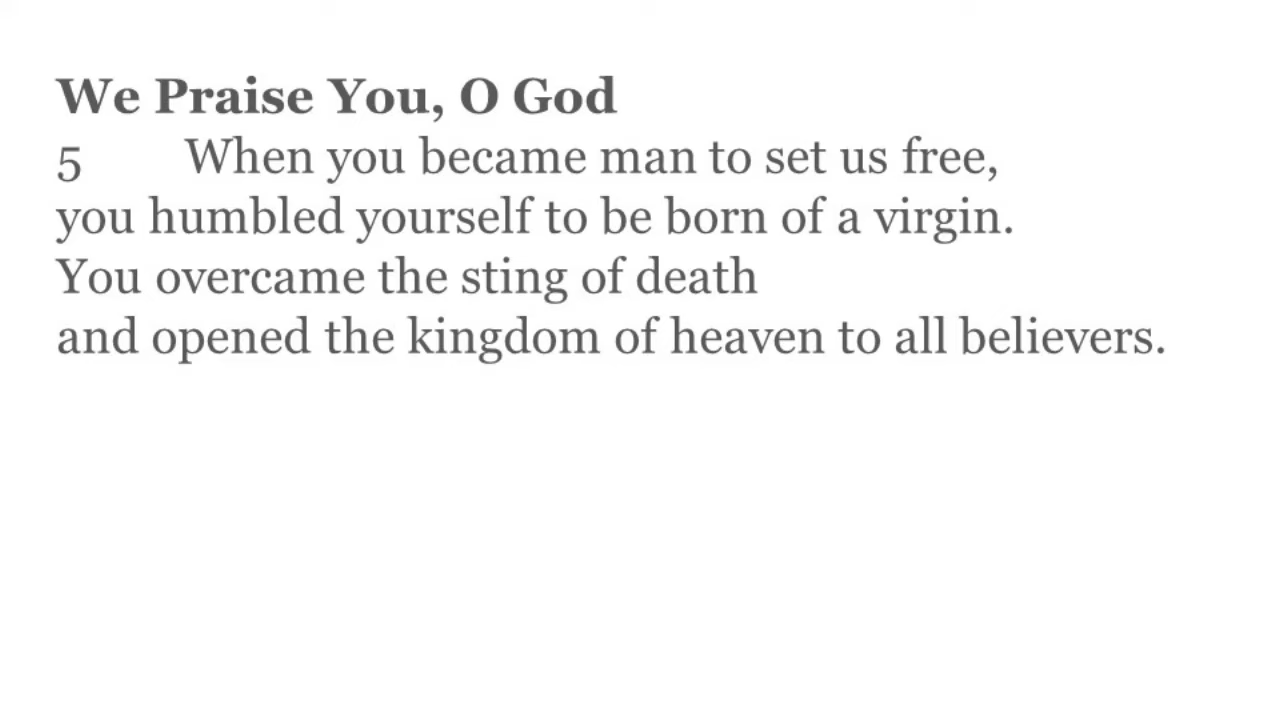 We Praise You, O God
5 When you became man to set us free,
you humbled yourself to be born of a virgin.
You overcame the sting of death
and opened the kingdom of heaven to all believers.